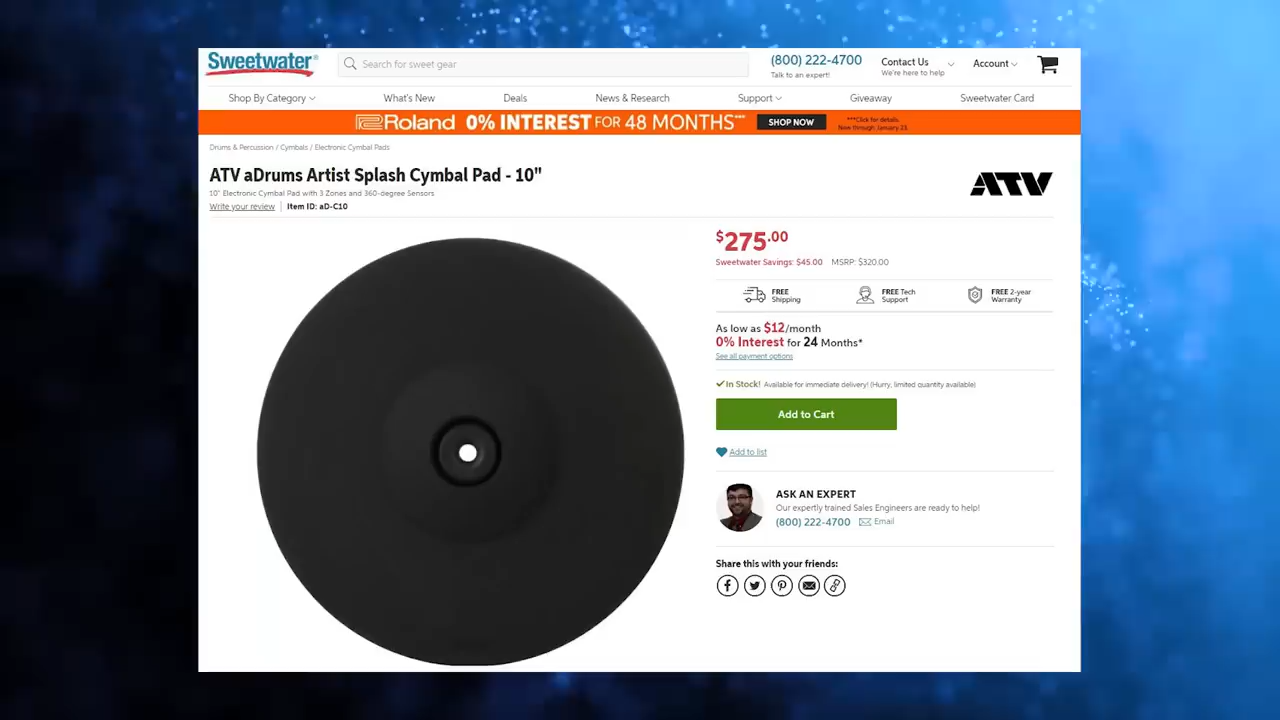 Sweetwater®
Search for sweet gear
(800) 222-4700
Talk to an expert!
Contact Us
We're here to help
Account
Shop By Category
What's New
Deals
News & Research
Support
Giveaway
Sweetwater Card
Roland 0% INTEREST FOR 48 MONTHS***
SHOP NOW
***Click for details.
Now through January 23.
Drums & Percussion / Cymbals / Electronic Cymbal Pads
ATV aDrums Artist Splash Cymbal Pad - 10"
10" Electronic Cymbal Pad with 3 Zones and 360-degree Sensors
Write your review | Item ID: aD-C10
ATV
$275.00
Sweetwater Savings: $45.00 MSRP: $320.00
FREE
Shipping
FREE Tech
Support
FREE 2-year
Warranty
As low as $12/month
0% Interest for 24 Months*
See all payment options
In Stock! Available for immediate delivery! (Hurry, limited quantity available)
Add to Cart
Add to list
ASK AN EXPERT
Our expertly trained Sales Engineers are ready to help!
(800) 222-4700 Email
Share this with your friends: